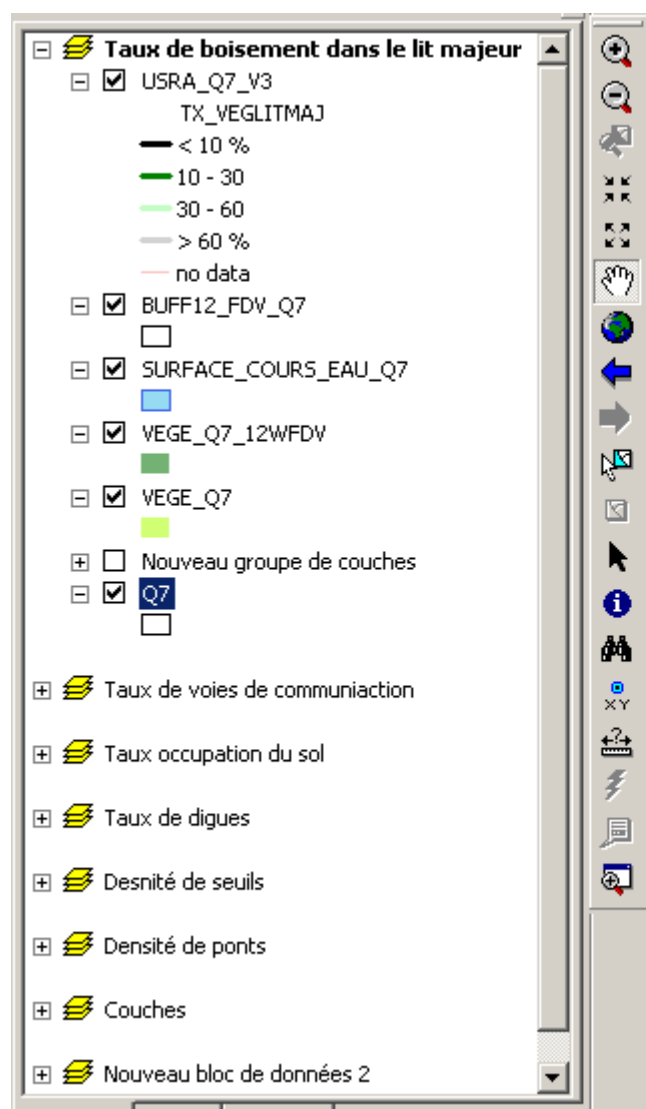 Taux de boisement dans le lit majeur
USRA_Q7_V3
TX_VEGLITMAJ
< 10 %
10 - 30
30 - 60
> 60 %
no data
BUFF12_FDV_Q7
SURFACE_COURS_EAU_Q7
VEGE_Q7_12WFDV
VEGE_Q7
Nouveau groupe de couches
Q7
Taux de voies de communiaction
Taux occupation du sol
Taux de digues
Desnité de seuils
Densité de ponts
Couches
Nouveau bloc de données 2
XY